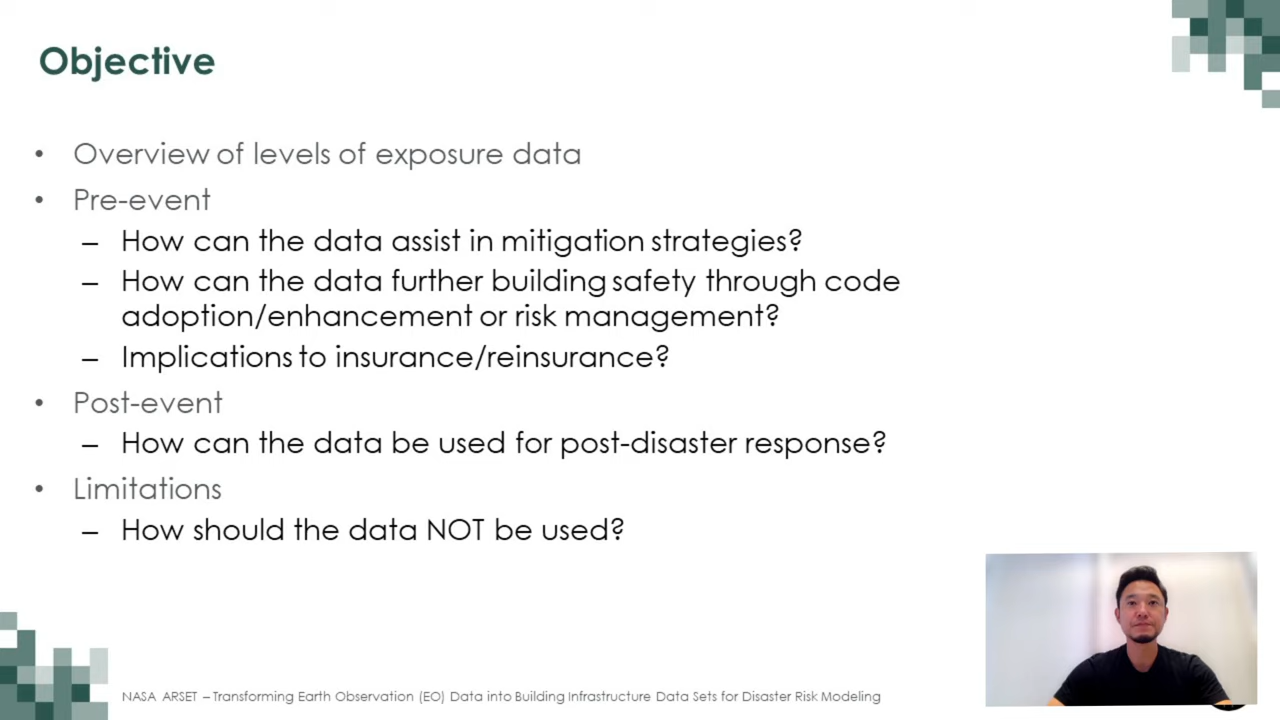 Objective
• Overview of levels of exposure data
• Pre-event
– How can the data assist in mitigation strategies?
– How can the data further building safety through code
adoption/enhancement or risk management?
– Implications to insurance/reinsurance?
• Post-event
– How can the data be used for post-disaster response?
• Limitations
– How should the data NOT be used?
NASA ARSET – Transforming Earth Observation (EO) Data into Building Infrastructure Data Sets for Disaster Risk Modeling